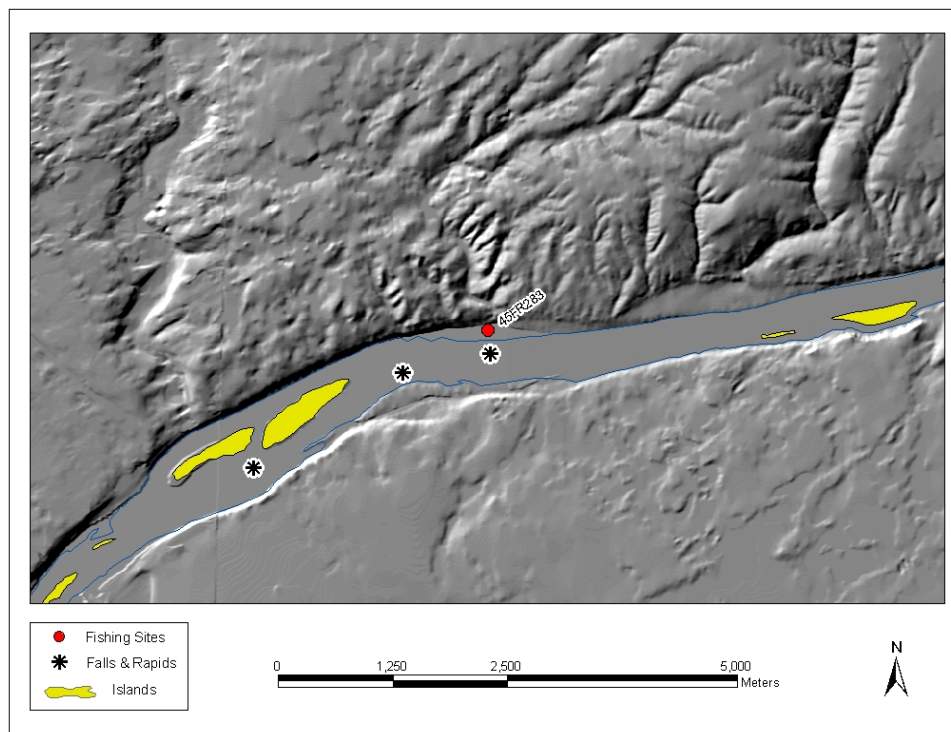 45FR283
Fishing Sites
Falls & Rapids
Islands
0 1,250 2,500 5,000
Meters
N